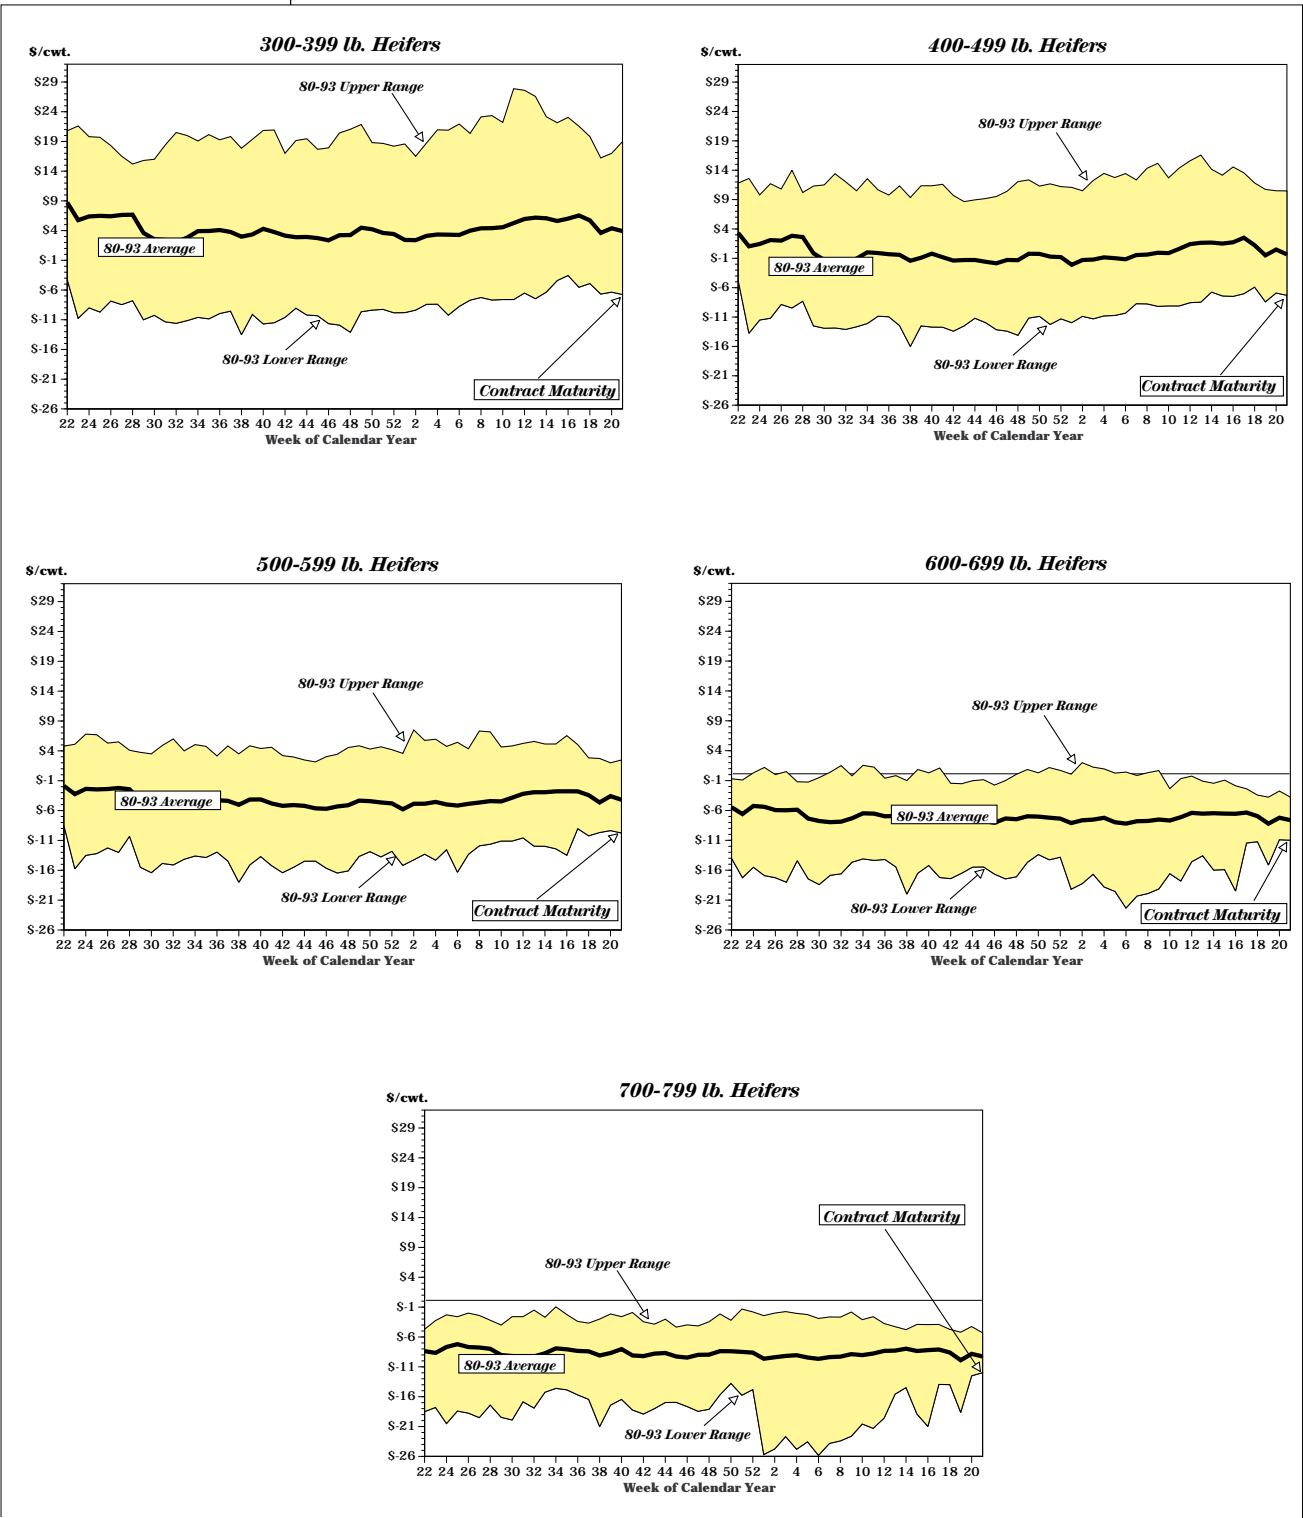 300-399 lb. Heifers
$/cwt.
80-93 Upper Range
$29
$24
$19
$14
$9
$4
$-1
$-6
$-11
$-16
$-21
$-26
80-93 Average
80-93 Lower Range
Contract Maturity
22 24 26 28 30 32 34 36 38 40 42 44 46 48 50 52 2 4 6 8 10 12 14 16 18 20
Week of Calendar Year
400-499 lb. Heifers
$/cwt.
80-93 Upper Range
$29
$24
$19
$14
$9
$4
$-1
$-6
$-11
$-16
$-21
$-26
80-93 Average
80-93 Lower Range
Contract Maturity
22 24 26 28 30 32 34 36 38 40 42 44 46 48 50 52 2 4 6 8 10 12 14 16 18 20
Week of Calendar Year
500-599 lb. Heifers
$/cwt.
80-93 Upper Range
$29
$24
$19
$14
$9
$4
$-1
$-6
$-11
$-16
$-21
$-26
80-93 Average
80-93 Lower Range
Contract Maturity
22 24 26 28 30 32 34 36 38 40 42 44 46 48 50 52 2 4 6 8 10 12 14 16 18 20
Week of Calendar Year
600-699 lb. Heifers
$/cwt.
80-93 Upper Range
$29
$24
$19
$14
$9
$4
$-1
$-6
$-11
$-16
$-21
$-26
80-93 Average
80-93 Lower Range
Contract Maturity
22 24 26 28 30 32 34 36 38 40 42 44 46 48 50 52 2 4 6 8 10 12 14 16 18 20
Week of Calendar Year
700-799 lb. Heifers
$/cwt.
$29
$24
$19
$14
$9
$4
$-1
$-6
$-11
$-16
$-21
$-26
Contract Maturity
80-93 Upper Range
80-93 Average
80-93 Lower Range
22 24 26 28 30 32 34 36 38 40 42 44 46 48 50 52 2 4 6 8 10 12 14 16 18 20
Week of Calendar Year